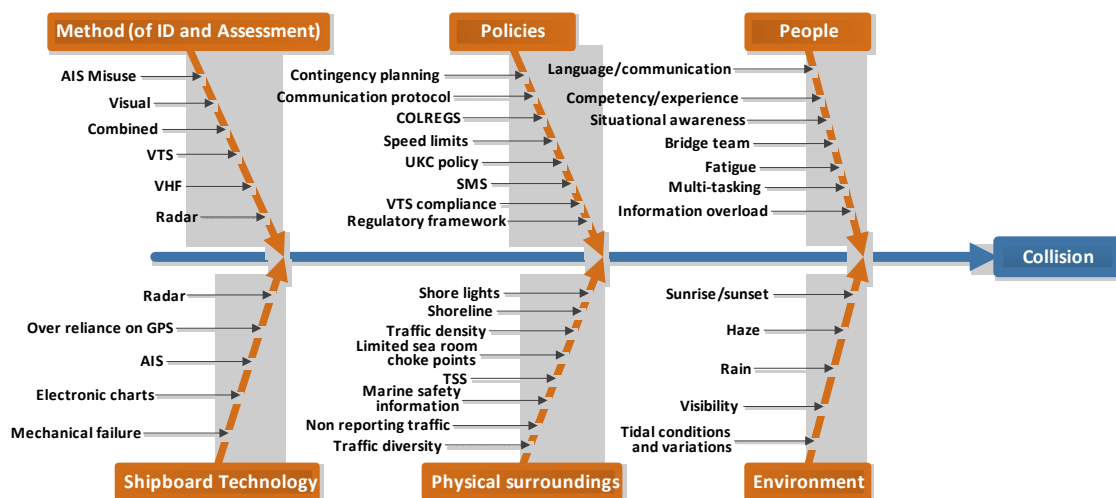 Method (of ID and Assessment)
AIS Misuse
Visual
Combined
VTS
VHF
Radar
Policies
Contingency planning
Communication protocol
COLREGS
Speed limits
UKC policy
SMS
VTS compliance
Regulatory framework
People
Language/communication
Competency/experience
Situational awareness
Bridge team
Fatigue
Multi-tasking
Information overload
Collision
Radar
Over reliance on GPS
AIS
Electronic charts
Mechanical failure
Shipboard Technology
Shore lights
Shoreline
Traffic density
Limited sea room
choke points
TSS
Marine safety
information
Non reporting traffic
Traffic diversity
Physical surroundings
Sunrise/sunset
Haze
Rain
Visibility
Tidal conditions
and variations
Environment